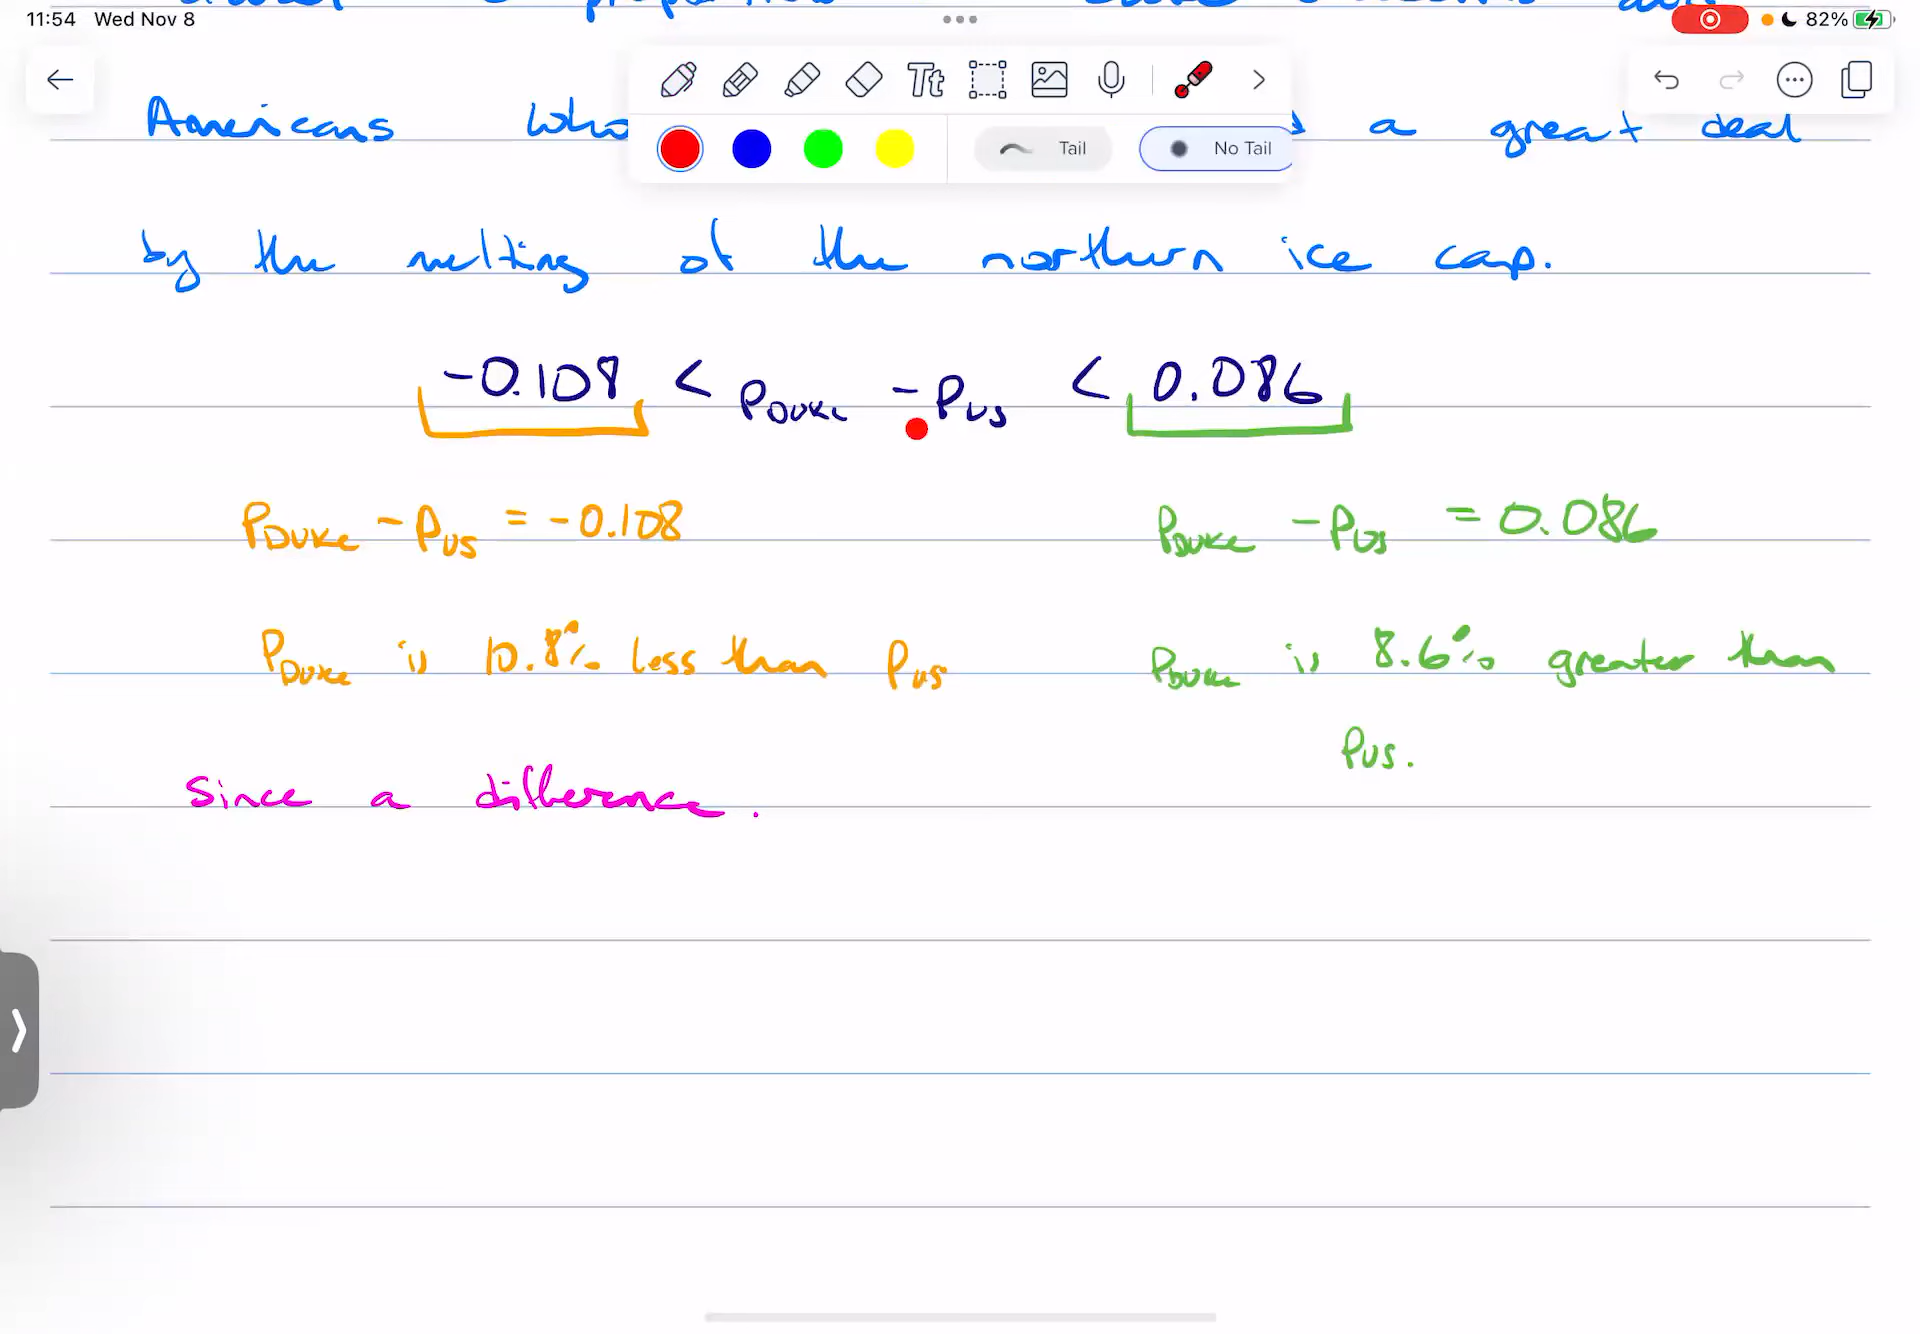 11:54 Wed Nov 8
82%
Tt
Americans who a great deal
Tail
No Tail
by the melting of the northern ice cap.
-0.108 < PDUKE - PUS < 0.086
PDUKE - PUS = -0.108
PDUKE - PUS = 0.086
PDUKE is 10.8% less than PUS
PDUKE is 8.6% greater than
PUS.
Since a difference.